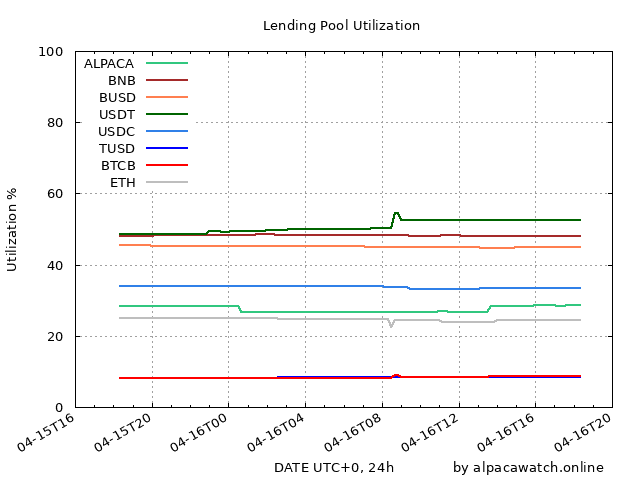 Lending Pool Utilization
100
80
60
40
20
0
Utilization %
ALPACA
BNB
BUSD
USDT
USDC
TUSD
BTCB
ETH
04-15T16
04-15T20
04-16T00
04-16T04
04-16T08
04-16T12
04-16T16
04-16T20
DATE UTC+0, 24h
by alpacawatch.online